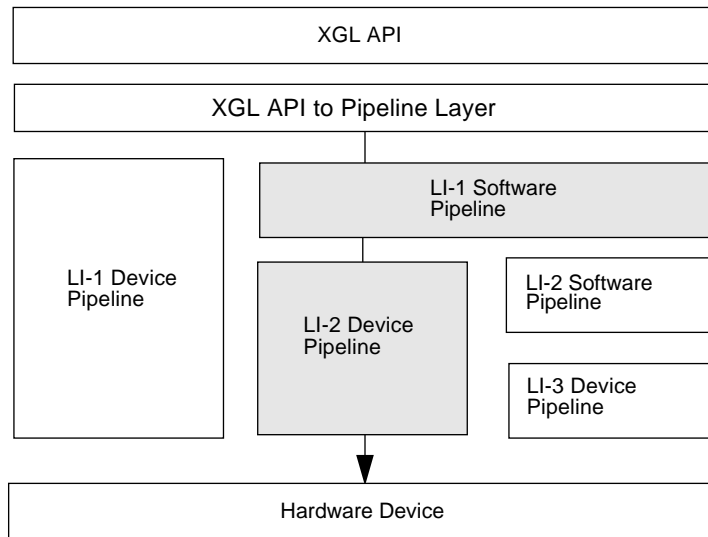 XGL API
XGL API to Pipeline Layer
LI-1 Software
Pipeline
LI-1 Device
Pipeline
LI-2 Device
Pipeline
LI-2 Software
Pipeline
LI-3 Device
Pipeline
Hardware Device